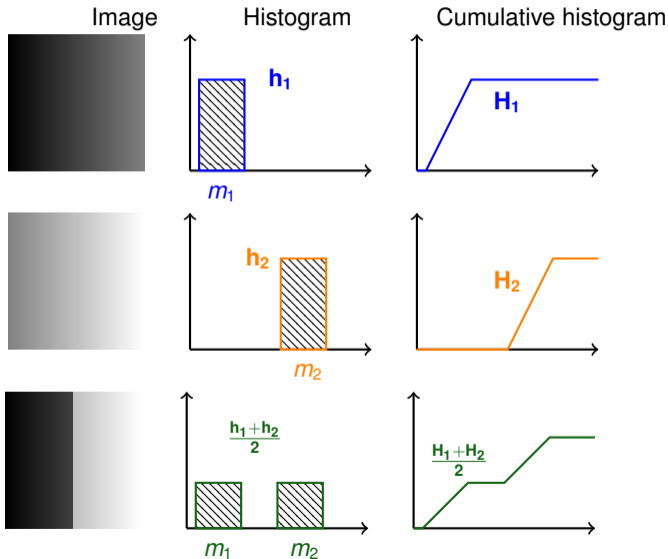 Image Histogram Cumulative histogram
h₁
H₁
m₁
h₂
H₂
m₂
h₁+h₂
2
H₁+H₂
2
m₁ m₂